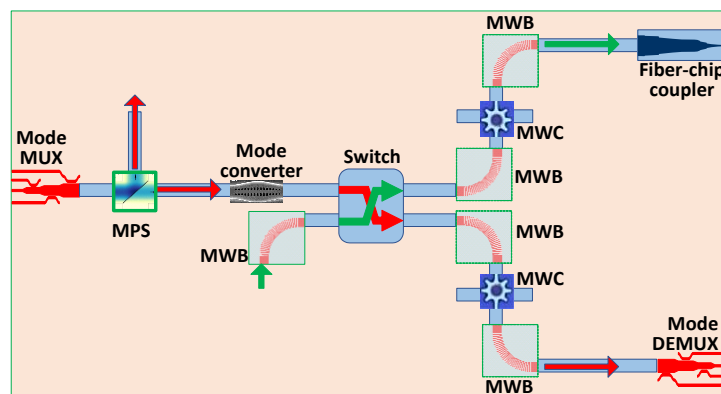 MWB
Fiber-chip
coupler
MWC
Mode
MUX
Mode
converter
Switch
MWB
MPS
MWB
MWB
MWC
Mode
DEMUX
MWB